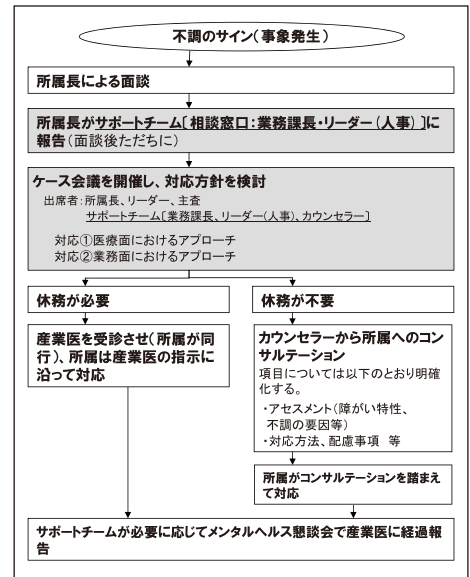 不調のサイン（事象発生）
所属長による面談
所属長がサポートチーム［相談窓口：業務課長・リーダー（人事）］に
報告（面談後ただちに）
ケース会議を開催し、対応方針を検討
出席者：所属長、リーダー、主査
サポートチーム［業務課長、リーダー（人事）、カウンセラー］
対応①医療面におけるアプローチ
対応②業務面におけるアプローチ
休務が必要
産業医を受診させ（所属が同
行）、所属は産業医の指示に
沿って対応
休務が不要
カウンセラーから所属へのコン
サルテーション
項目については以下のとおり明確
化する。
・アセスメント（障がい特性、
不調の要因等）
・対応方法、配慮事項 等
所属がコンサルテーションを踏まえ
て対応
サポートチームが必要に応じてメンタルヘルス懇談会で産業医に経過報
告